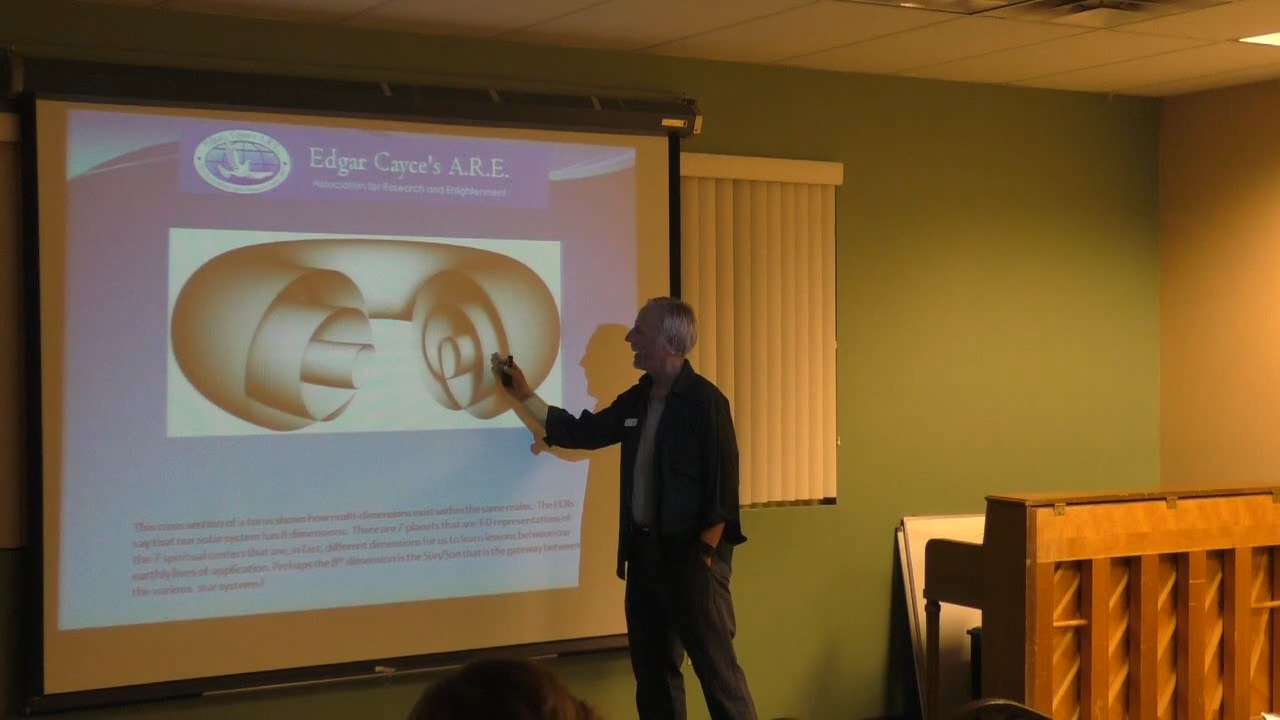 Edgar Cayce's A.R.E.
Association for Research and Enlightenment
This cross section of a torus shows how multi-dimensions exist within the same realm. The ECRs
say that our solar system has 8 dimensions. There are 7 planets that are 3-D representations of
the 7 spiritual centers that are, in fact, different dimensions for us to learn lessons between our
earthly lives of application. Perhaps the 8th dimension is the Sun/Son that is the gateway between
the various star systems?